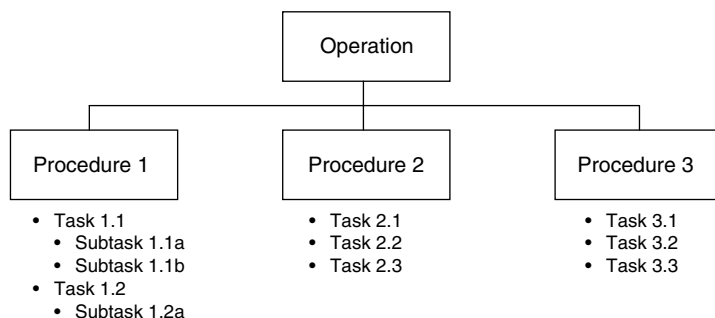 Operation
Procedure 1
Procedure 2
Procedure 3
• Task 1.1
• Subtask 1.1a
• Subtask 1.1b
• Task 1.2
• Subtask 1.2a
• Task 2.1
• Task 2.2
• Task 2.3
• Task 3.1
• Task 3.2
• Task 3.3